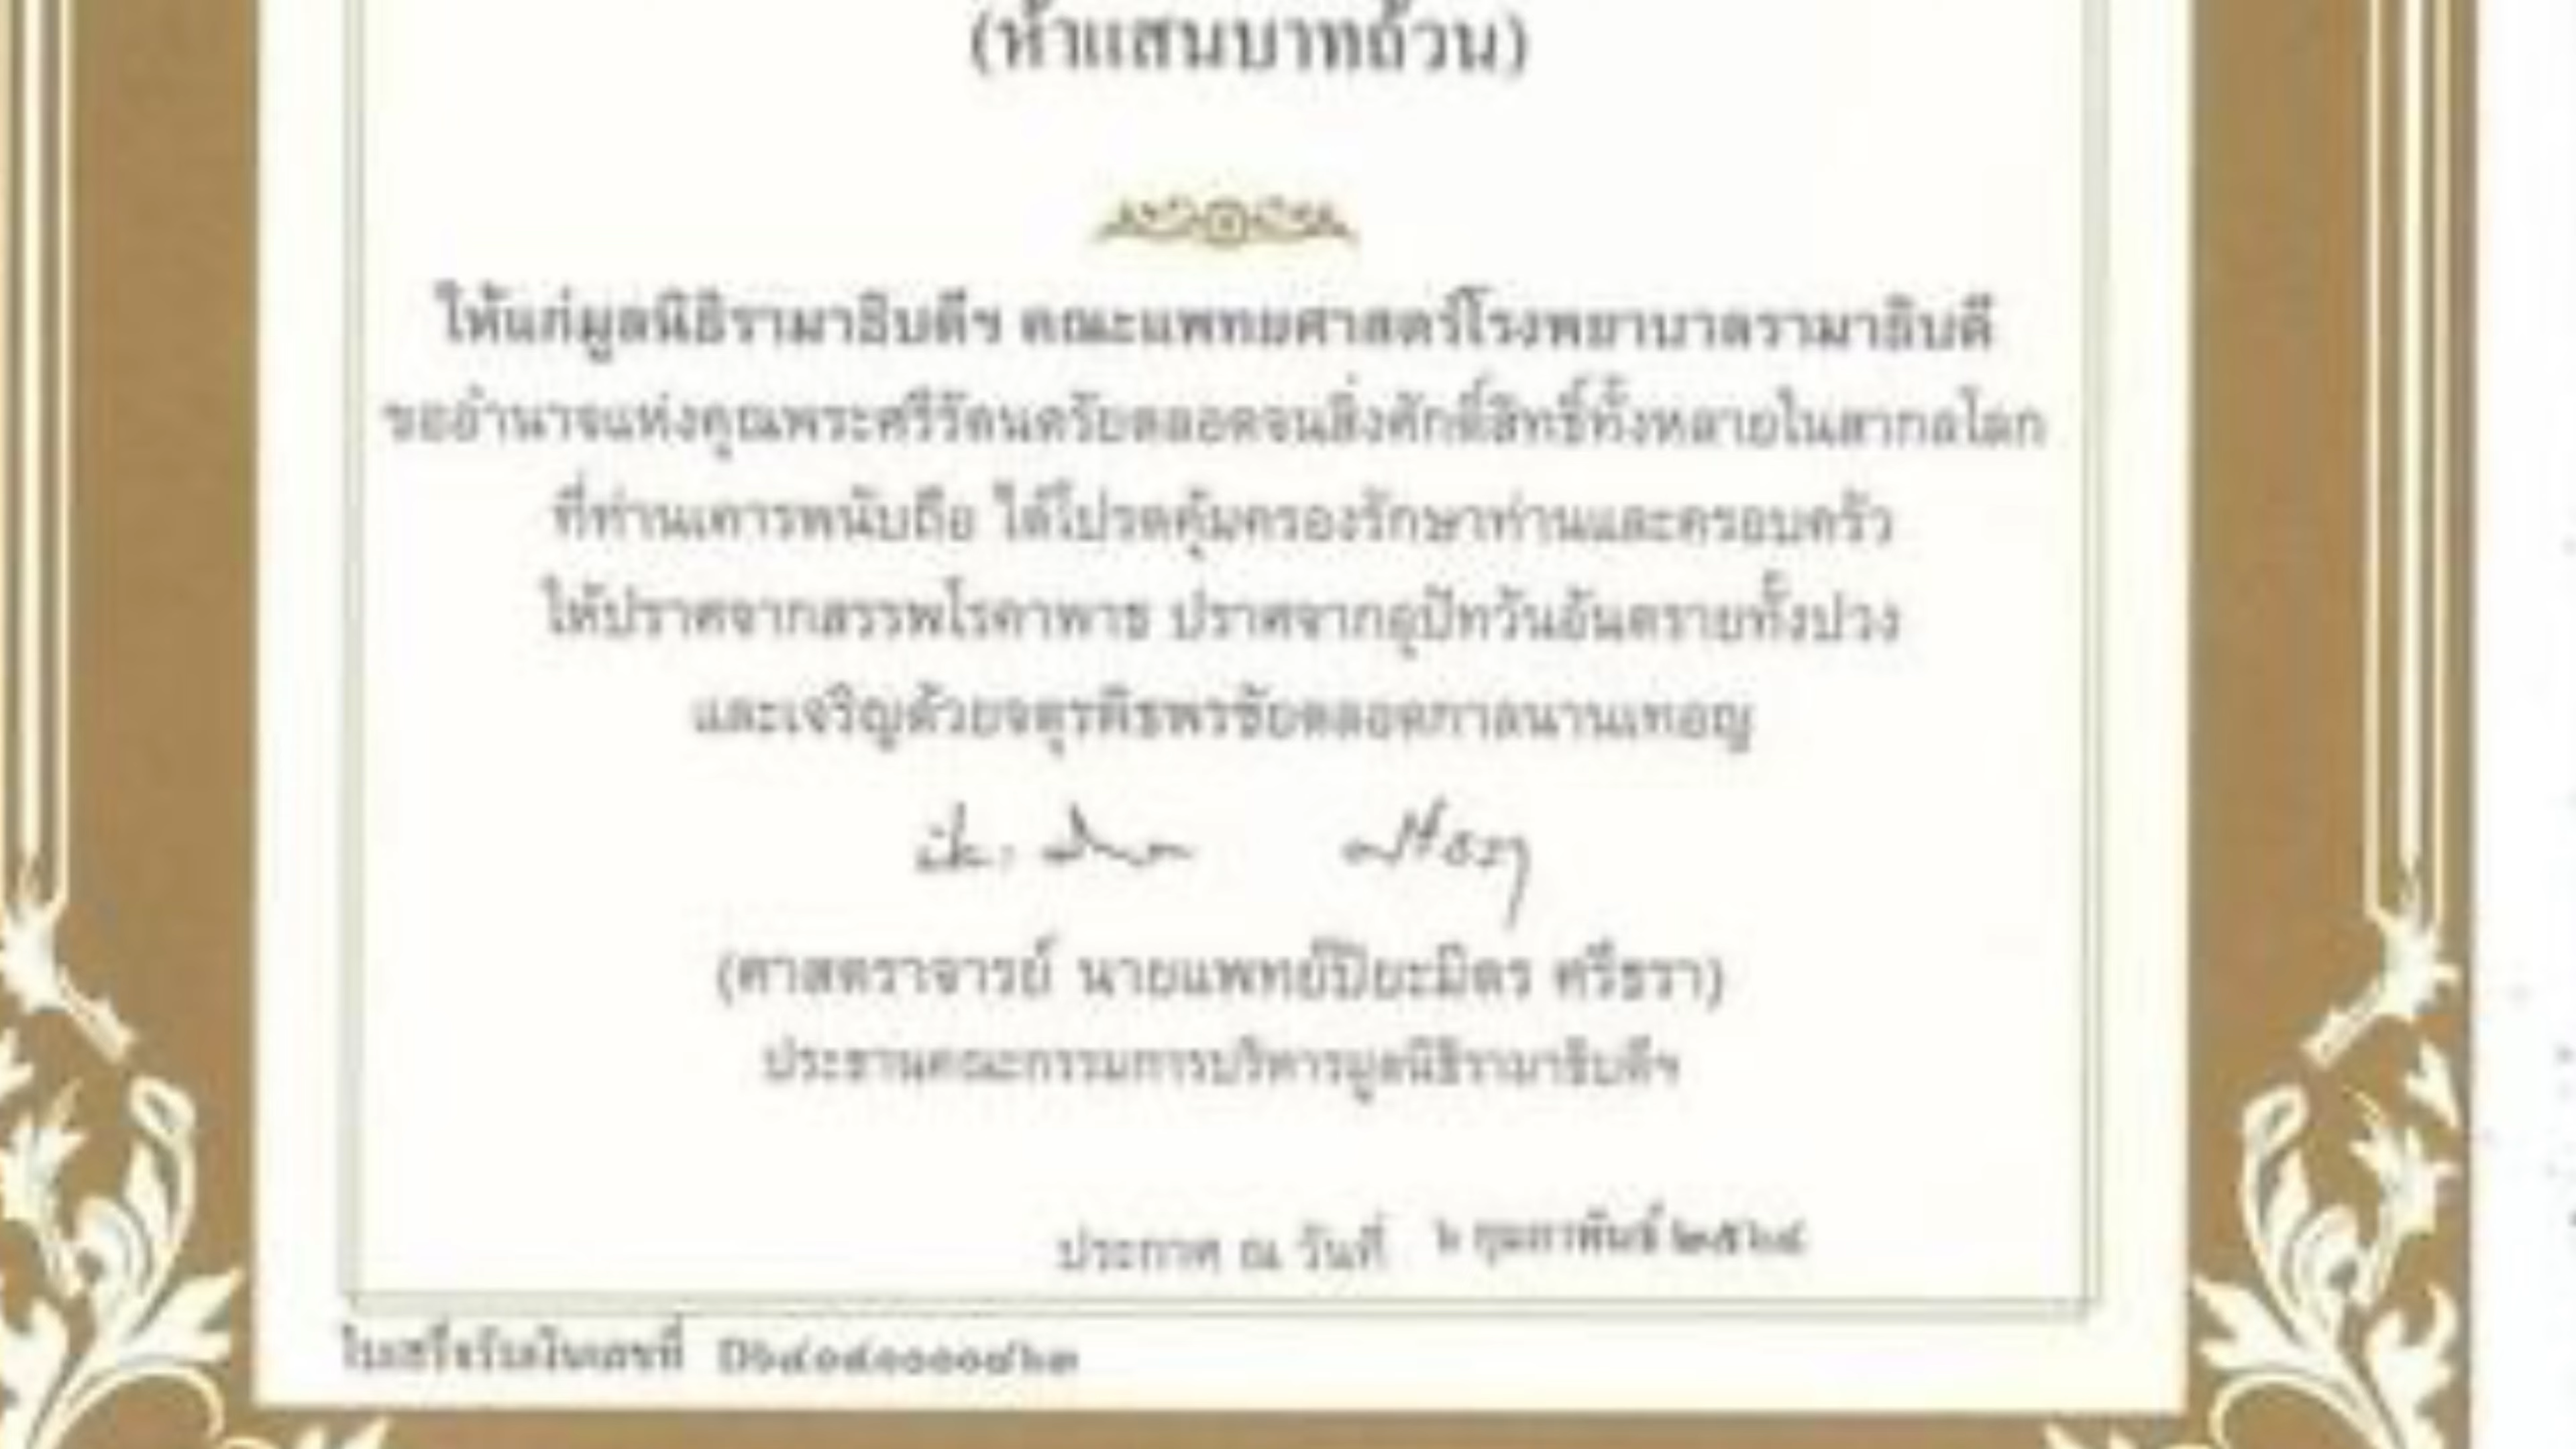 (ห้าแสนบาทถ้วน)
ให้แก่มูลนิธิรามาธิบดีฯ คณะแพทยศาสตร์โรงพยาบาลรามาธิบดี
ขออำนาจแห่งคุณพระศรีรัตนตรัยตลอดจนสิ่งศักดิ์สิทธิ์ทั้งหลายในสากลโลก
ที่ท่านเคารพนับถือ ได้โปรดคุ้มครองรักษาท่านและครอบครัว
ให้ปราศจากสรรพโรคาพาธ ปราศจากอุปัทวันอันตรายทั้งปวง
และเจริญด้วยจตุรพิธพรชัยตลอดกาลนานเทอญ
(ศาสตราจารย์ นายแพทย์ปิยะมิตร ศรีธรา)
ประธานคณะกรรมการบริหารมูลนิธิรามาธิบดีฯ
ประกาศ ณ วันที่ ๖ กุมภาพันธ์ ๒๕๖๔
ใบเสร็จรับเงินเลขที่